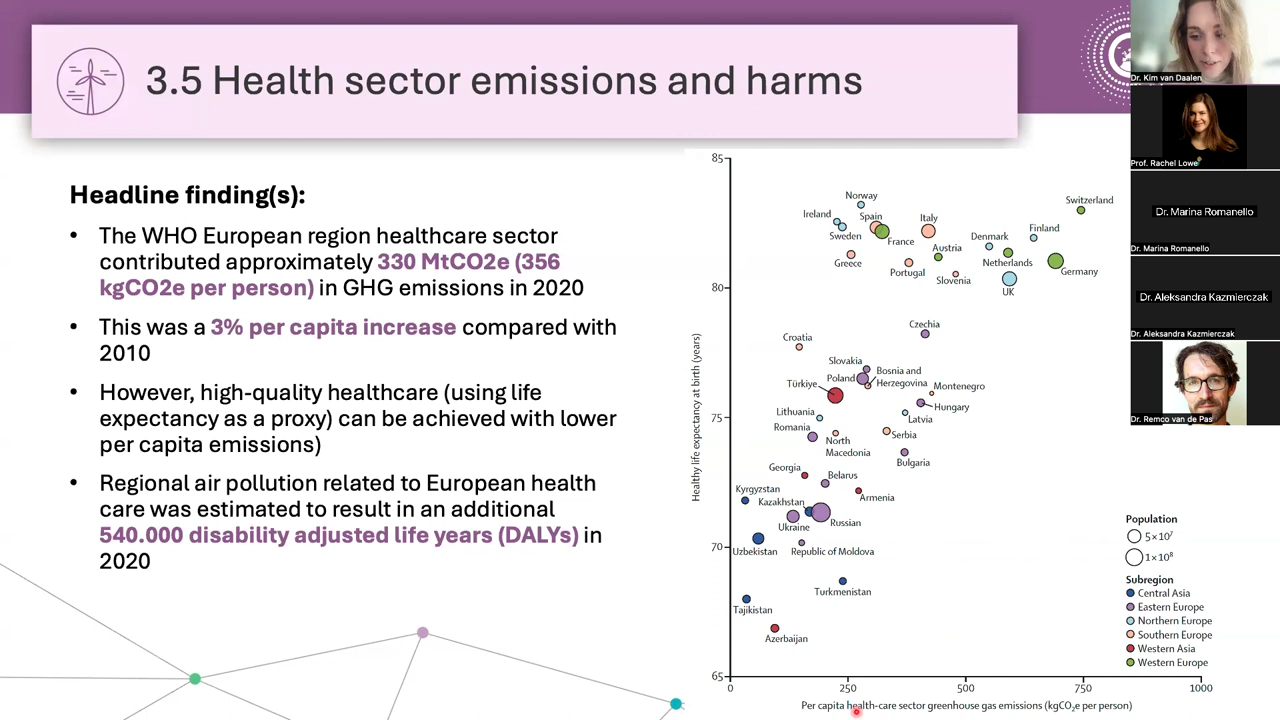 3.5 Health sector emissions and harms
Headline finding(s):
• The WHO European region healthcare sector
contributed approximately 330 MtCO2e (356
kgCO2e per person) in GHG emissions in 2020
• This was a 3% per capita increase compared with
2010
• However, high-quality healthcare (using life
expectancy as a proxy) can be achieved with lower
per capita emissions)
• Regional air pollution related to European health
care was estimated to result in an additional
540.000 disability adjusted life years (DALYs) in
2020
85
80
75
70
65
Healthy life expectancy at birth (years)
0
250
500
750
1000
Per capita health-care sector greenhouse gas emissions (kgCO₂e per person)
Norway
Switzerland
Ireland
Spain
Italy
Finland
Sweden
France
Denmark
Austria
Greece
Portugal
Netherlands
Slovenia
Germany
UK
Czechia
Croatia
Slovakia
Bosnia and
Herzegovina
Poland
Türkiye
Montenegro
Hungary
Lithuania
Latvia
Romania
North
Macedonia
Serbia
Bulgaria
Georgia
Belarus
Kyrgyzstan
Armenia
Kazakhstan
Russian
Ukraine
Uzbekistan
Republic of Moldova
Turkmenistan
Tajikistan
Azerbaijan
Population
5×10⁷
1×10⁸
Subregion
Central Asia
Eastern Europe
Northern Europe
Southern Europe
Western Asia
Western Europe
Dr. Kim van Daalen
Prof. Rachel Lowe
Dr. Marina Romanello
Dr. Marina Romanello
Dr. Aleksandra Kazmierczak
Dr. Aleksandra Kazmierczak
Dr. Remco van de Pas